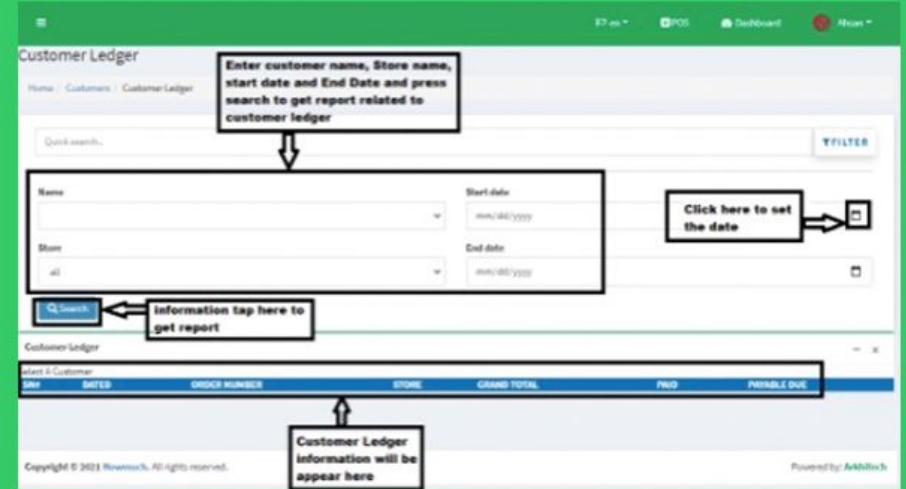 POS
Dashboard
Ahsan
Customer Ledger
Home / Customers / Customer Ledger
Enter customer name, Store name,
start date and End Date and press
search to get report related to
customer ledger
Quick search..
FILTER
Name
Start date
mm/dd/yyyy
Click here to set
the date
Store
End date
all
mm/dd/yyyy
Search
information tap here to
get report
Customer Ledger
elect A Customer
SN# DATED ORDER NUMBER STORE GRAND TOTAL PAID PAYABLE DUE
Customer Ledger
information will be
appear here
Copyright © 2021 All rights reserved.
Powered by: